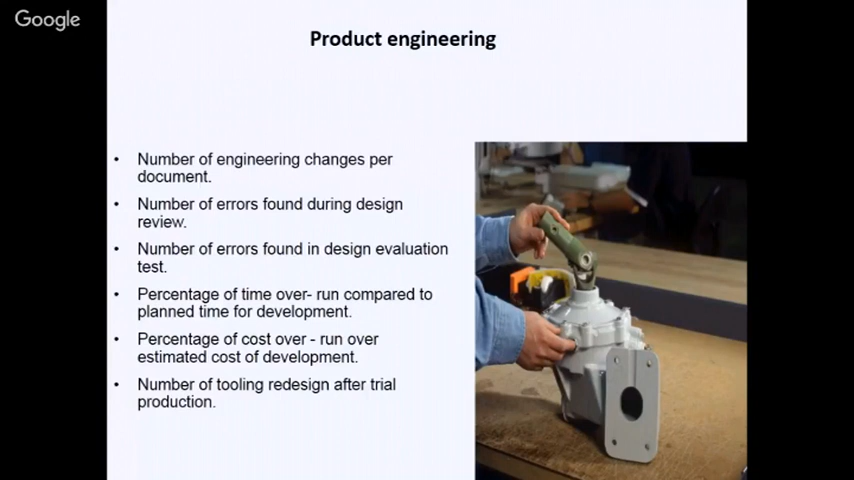 Google
Product engineering
• Number of engineering changes per
document.
• Number of errors found during design
review.
• Number of errors found in design evaluation
test.
• Percentage of time over- run compared to
planned time for development.
• Percentage of cost over - run over
estimated cost of development.
• Number of tooling redesign after trial
production.